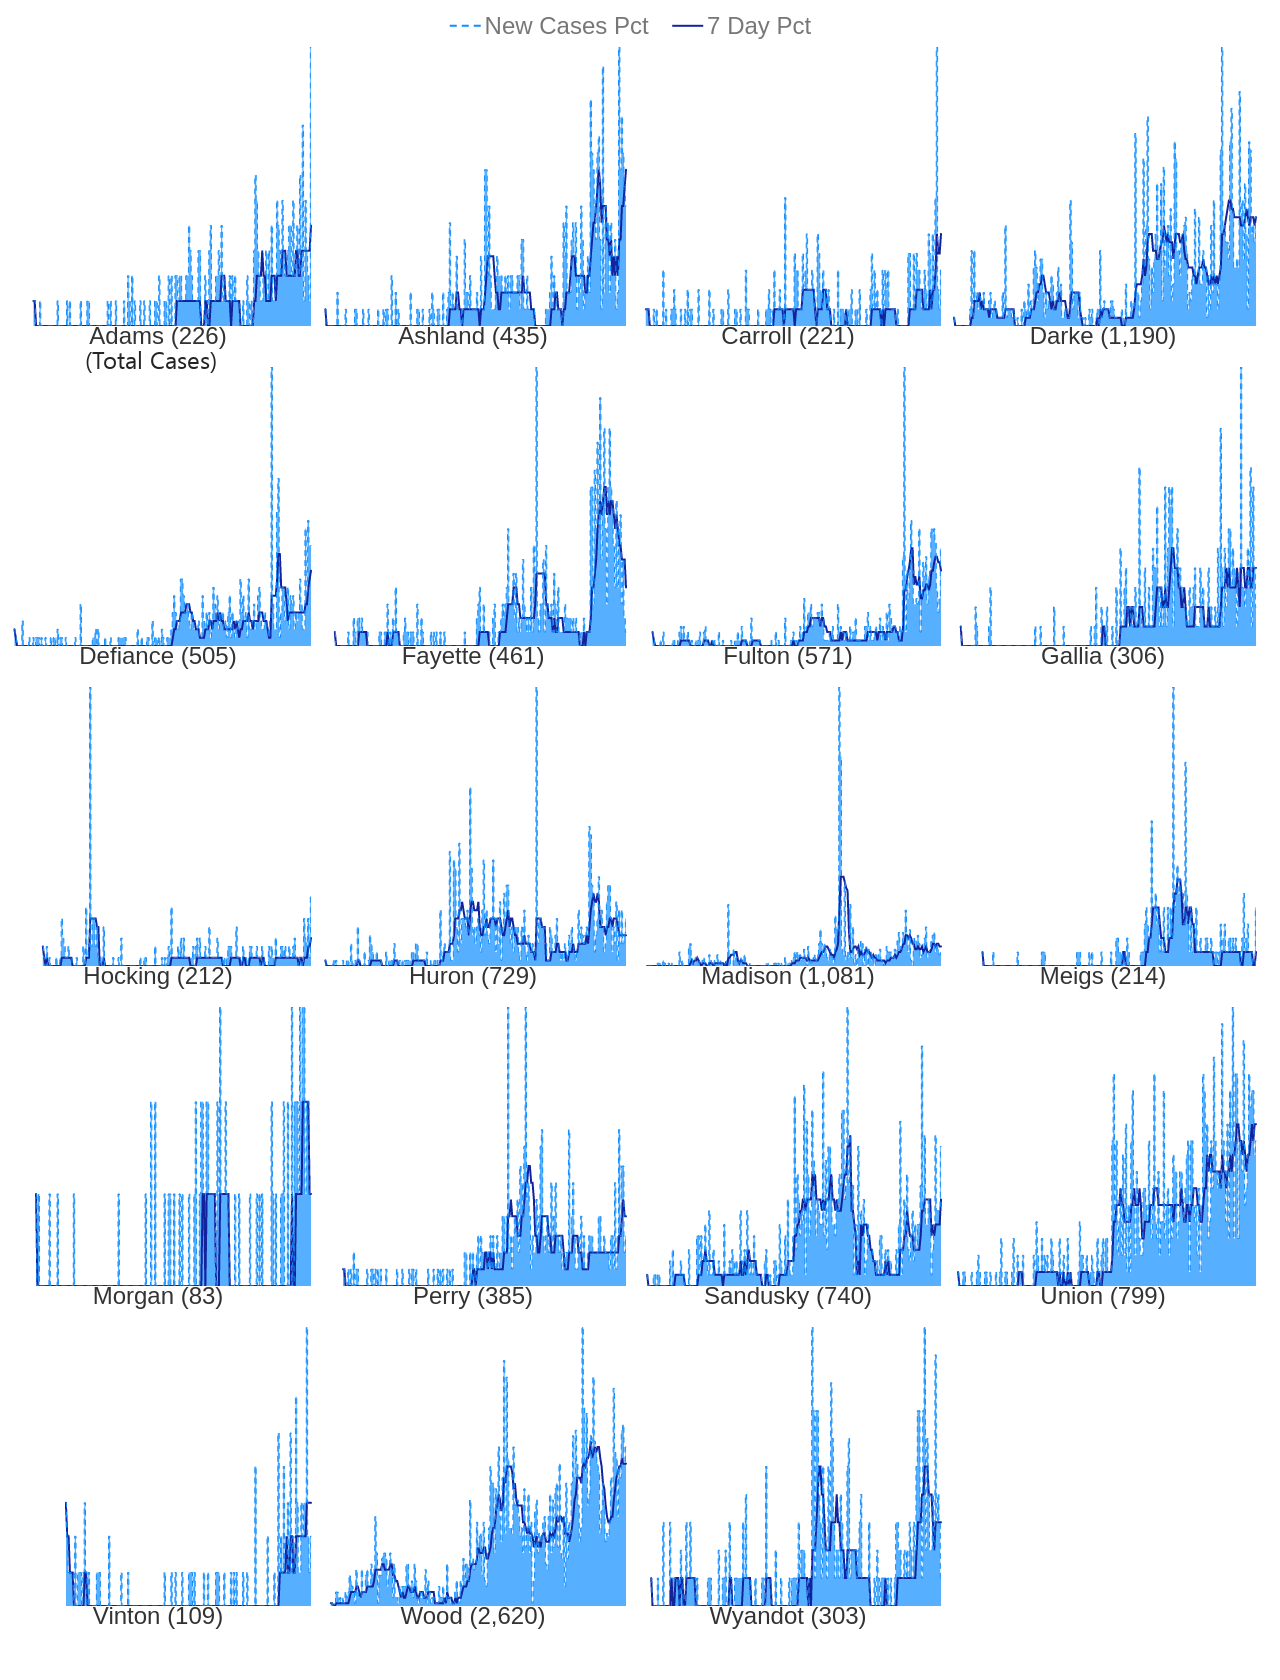 New Cases Pct 7 Day Pct
Adams (226) Ashland (435) Carroll (221) Darke (1,190)
(Total Cases)
Defiance (505) Fayette (461) Fulton (571) Gallia (306)
Hocking (212) Huron (729) Madison (1,081) Meigs (214)
Morgan (83) Perry (385) Sandusky (740) Union (799)
Vinton (109) Wood (2,620) Wyandot (303)